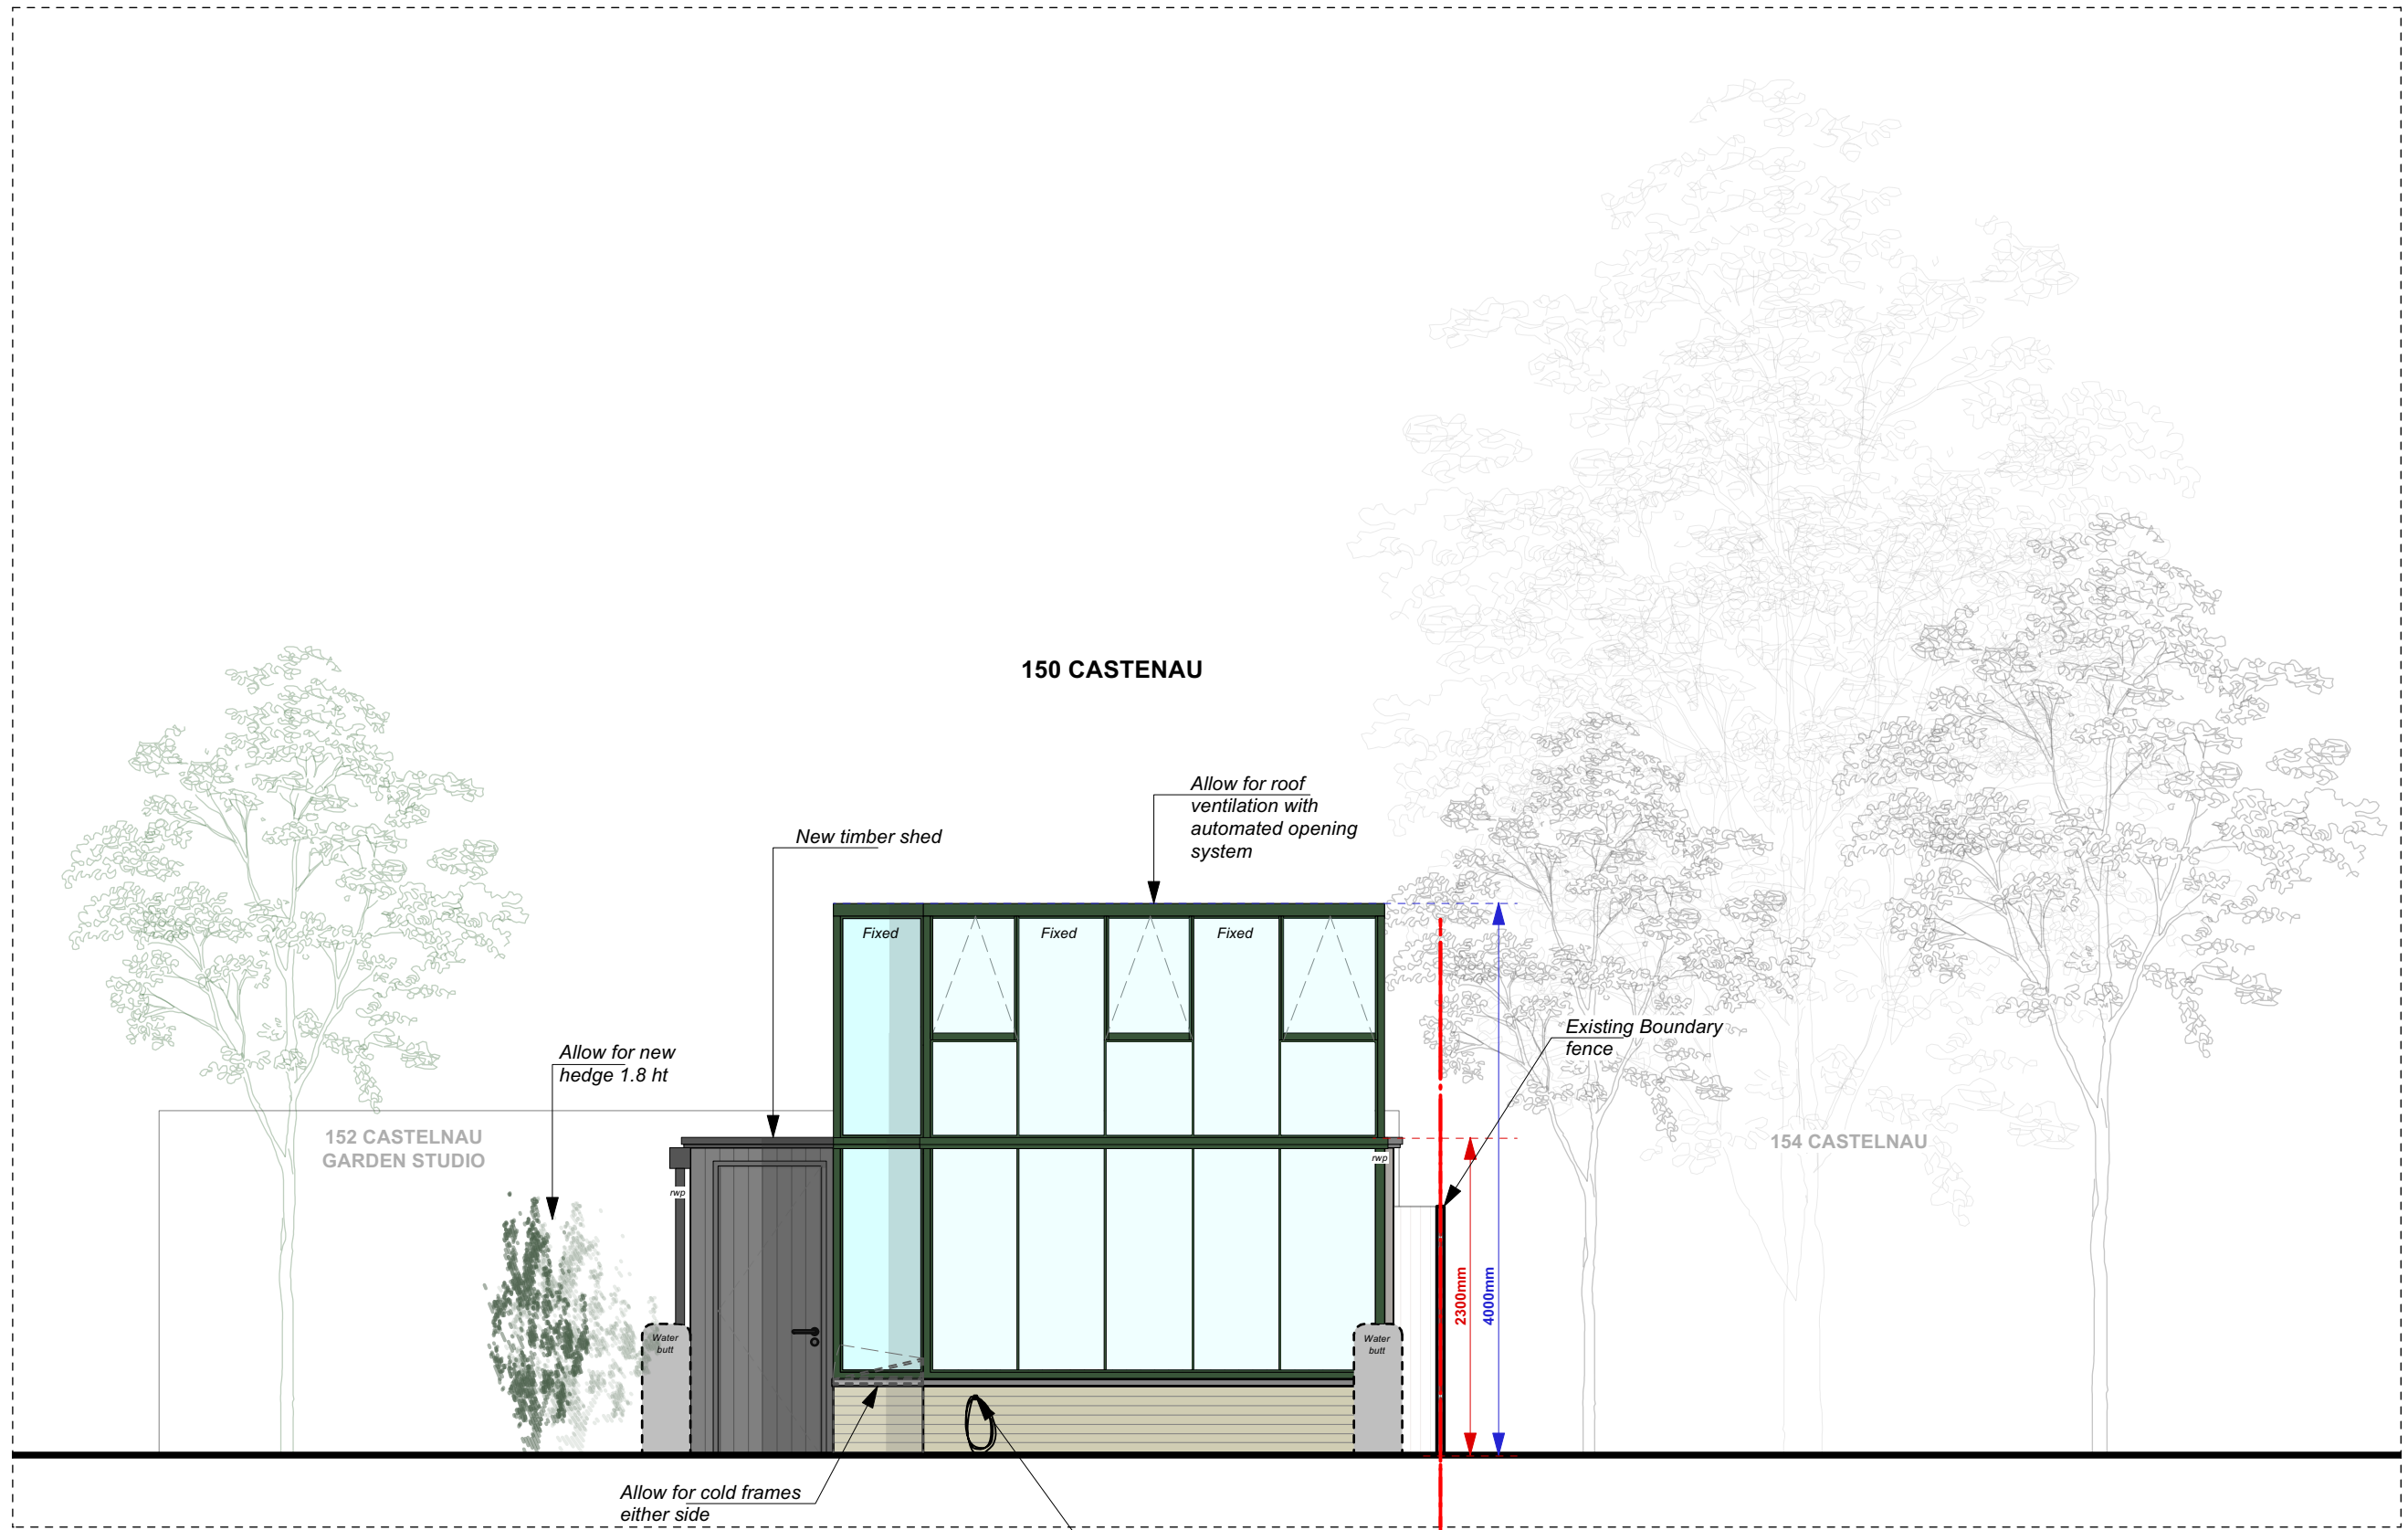 150 CASTENAU
Allow for roof
ventilation with
automated opening
system
New timber shed
Fixed
Fixed
Fixed
Existing Boundary
fence
Allow for new
hedge 1.8 ht
152 CASTELNAU
GARDEN STUDIO
154 CASTELNAU
rwp
rwp
2300mm
4000mm
Water
butt
Water
butt
Allow for cold frames
either side